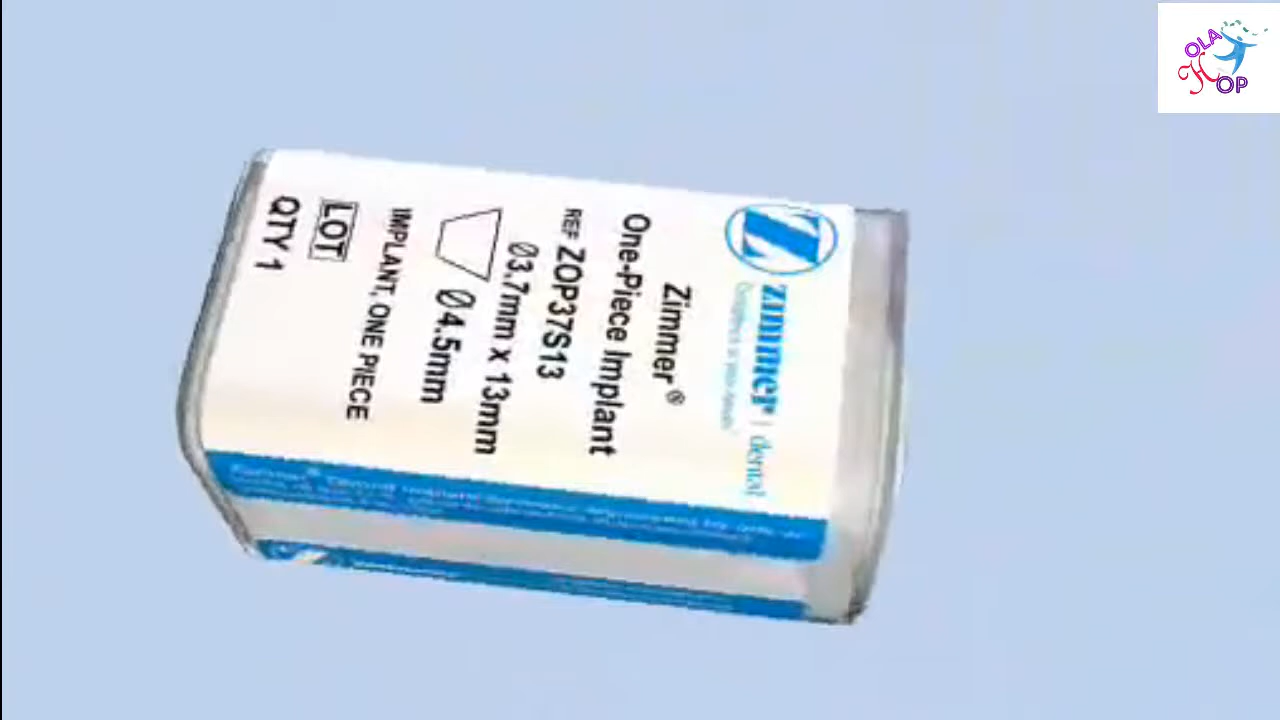 zimmer | dental
Zimmer®
One-Piece Implant
REF ZOP37S13
Ø3.7mm x 13mm
Ø4.5mm
IMPLANT, ONE PIECE
LOT
QTY 1
OLA
HOP